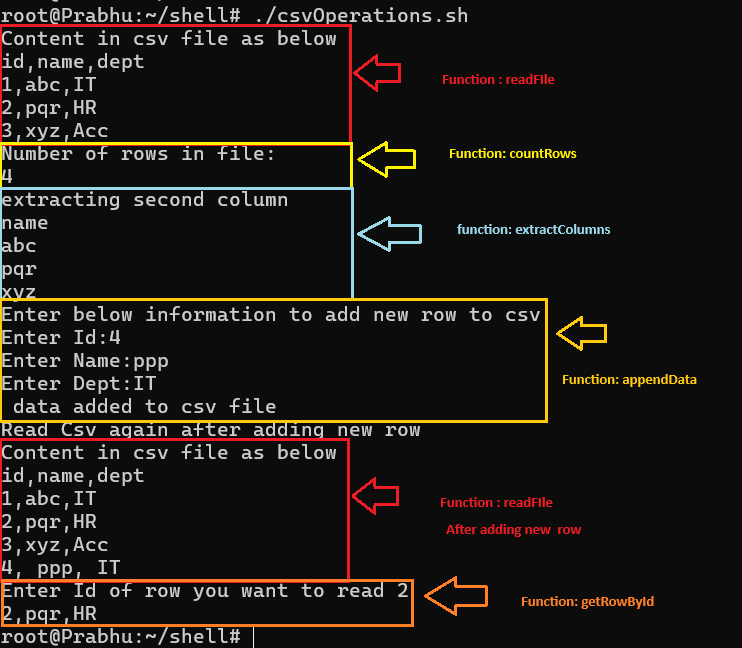 root@Prabhu:~/shell# ./csvOperations.sh
Content in csv file as below
id,name,dept
1,abc,IT
Function : readFIle
2,pqr,HR
3,xyz,Acc
Number of rows in file:
Function: countRows
4
extracting second column
name
function: extractColumns
abc
pqr
xyz
Enter below information to add new row to csv
Enter Id:4
Enter Name:ppp
Enter Dept:IT
Function: appendData
data added to csv file
Read Csv again after adding new row
Content in csv file as below
id,name,dept
1,abc,IT
Function : readFIle
2,pqr,HR
After adding new row
3,xyz,Acc
4, ppp, IT
Enter Id of row you want to read 2
Function: getRowById
2,pqr,HR
root@Prabhu:~/shell#